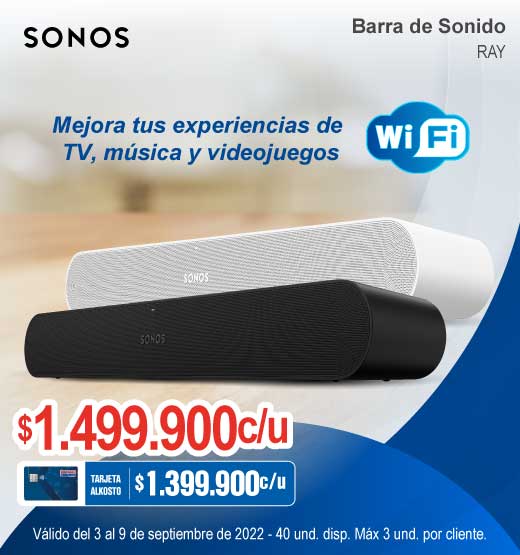 SONOS
Barra de Sonido
RAY
Mejora tus experiencias de
TV, música y videojuegos
Wi Fi
SONOS
SONOS
$1.499.900c/u
TARJETA
ALKOSTO
$1.399.900c/u
Válido del 3 al 9 de septiembre de 2022 - 40 und. disp. Máx 3 und. por cliente.